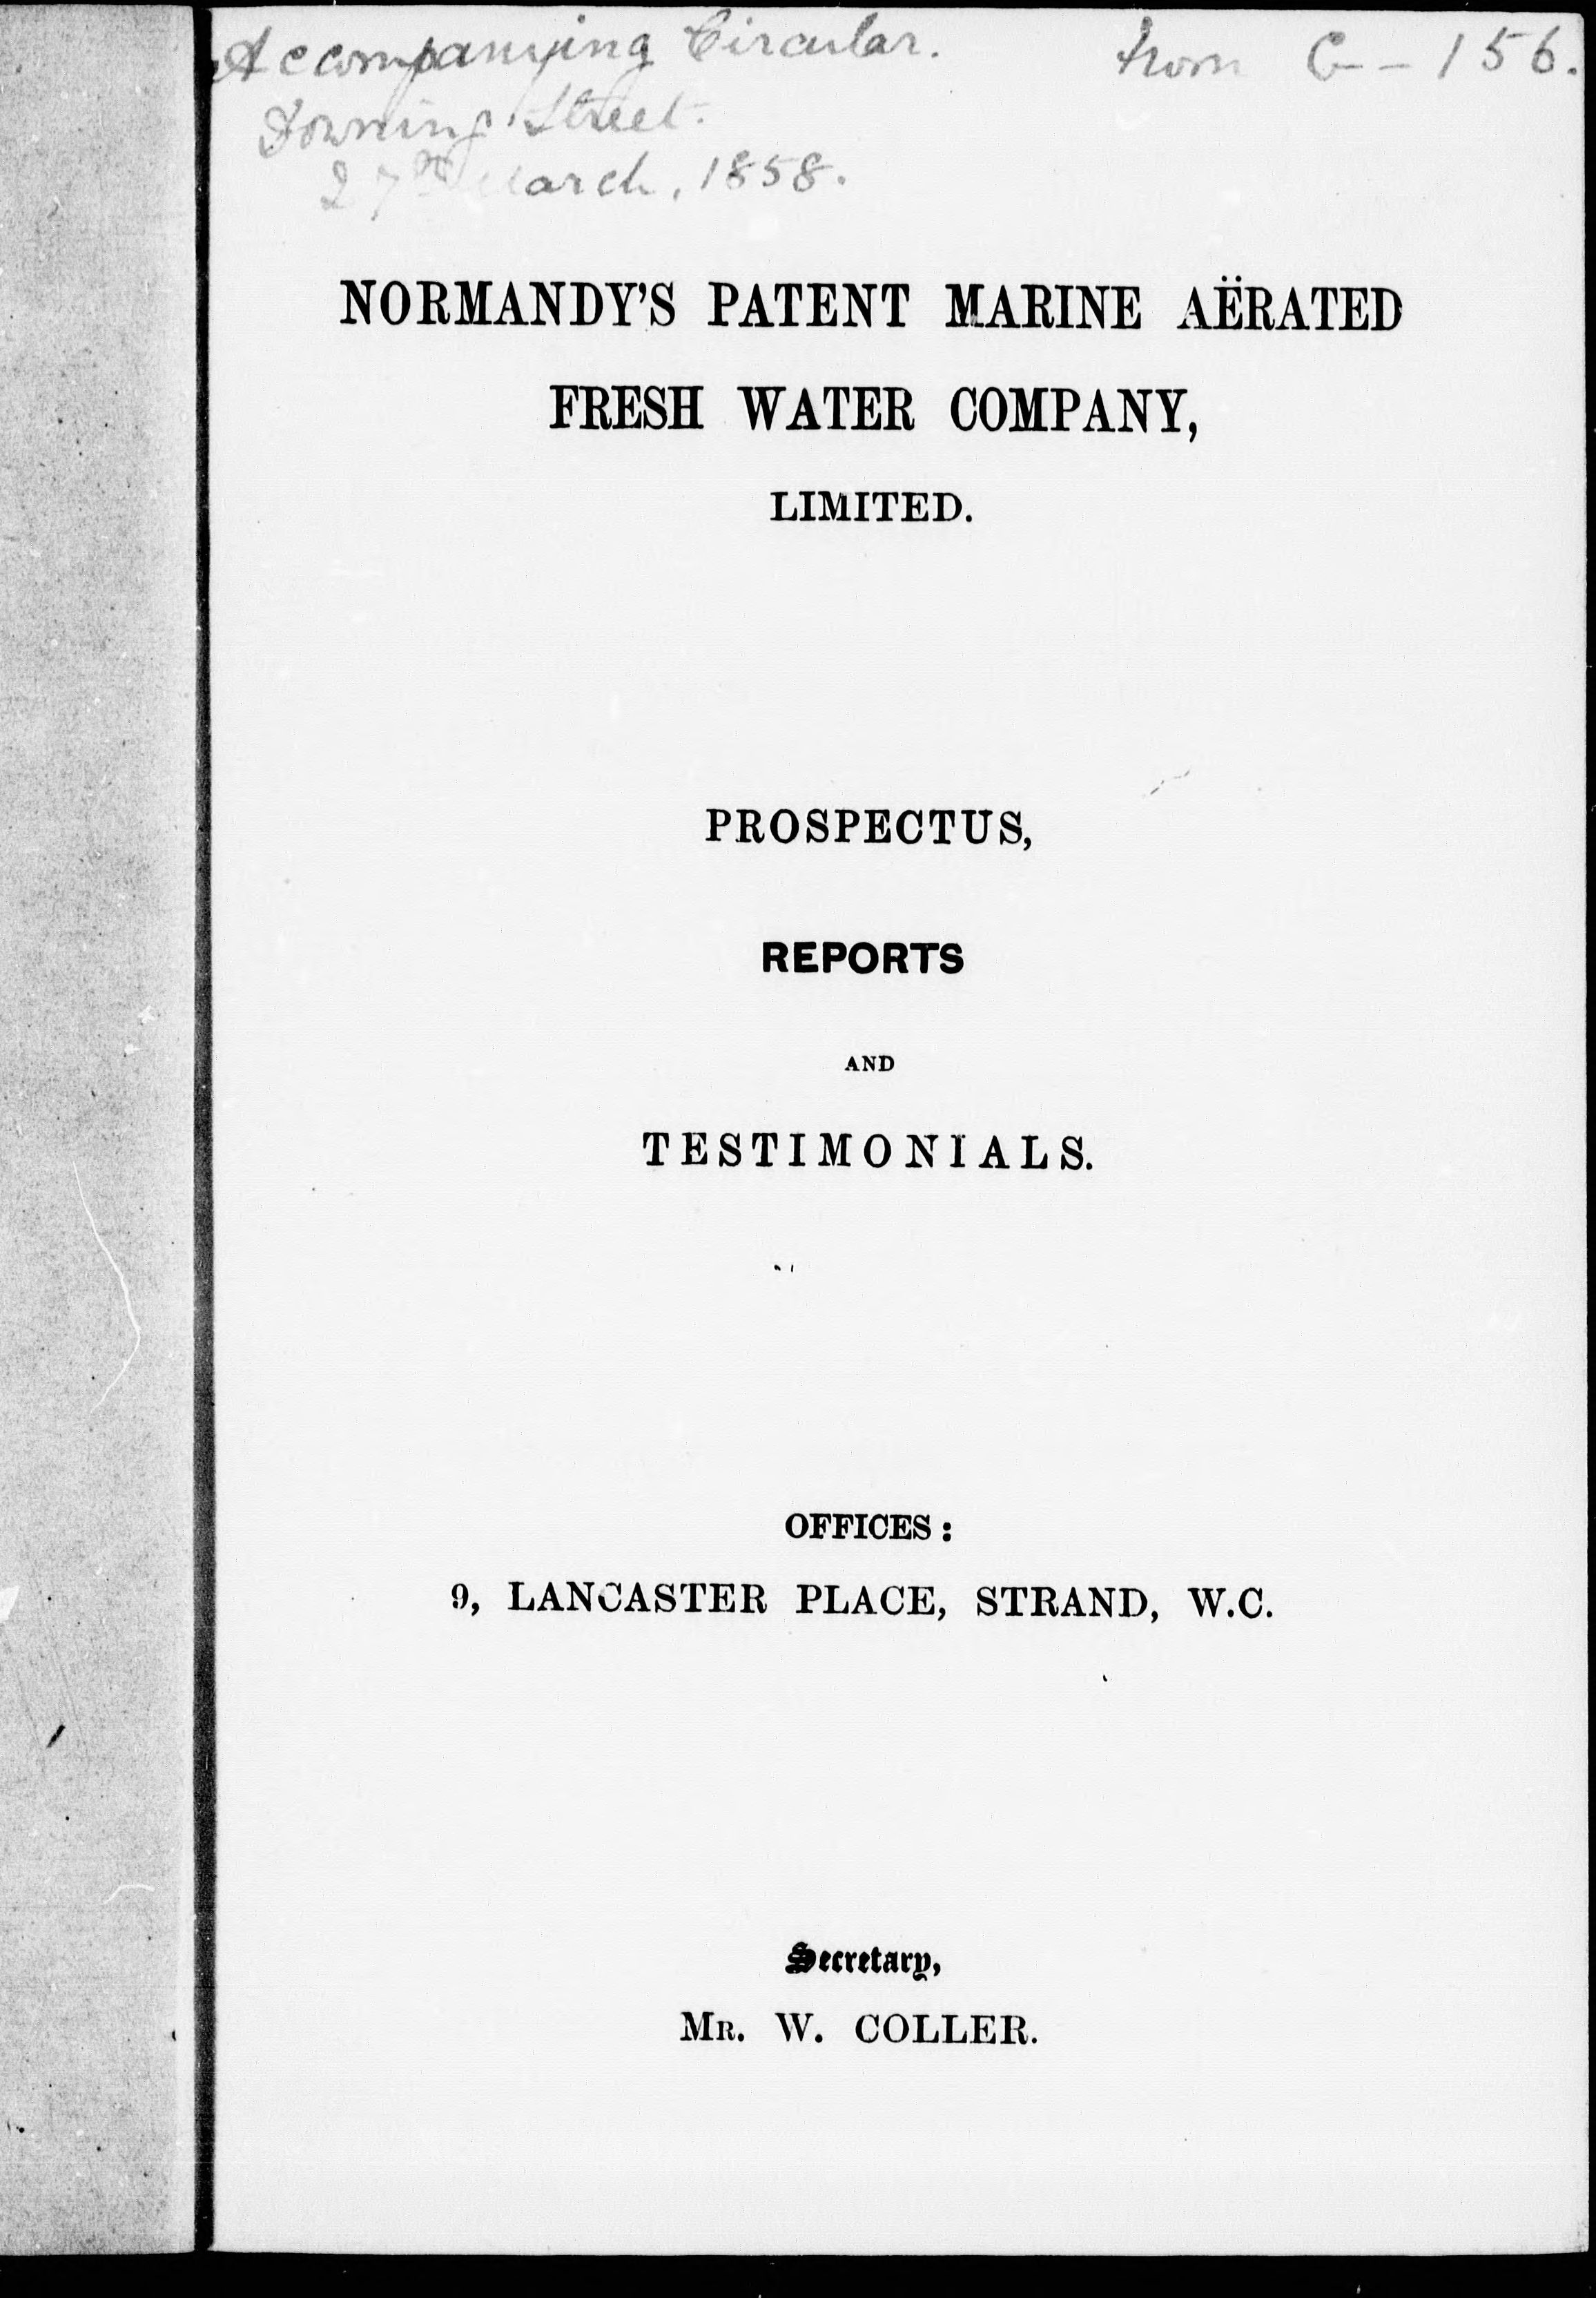 Accompanying Circular. from G - 156.
Downing Street.
27th March, 1858.
NORMANDY'S PATENT MARINE AËRATED
FRESH WATER COMPANY,
LIMITED.
PROSPECTUS,
REPORTS
AND
TESTIMONIALS.
OFFICES:
9, LANCASTER PLACE, STRAND, W.C.
Secretary,
MR. W. COLLER.